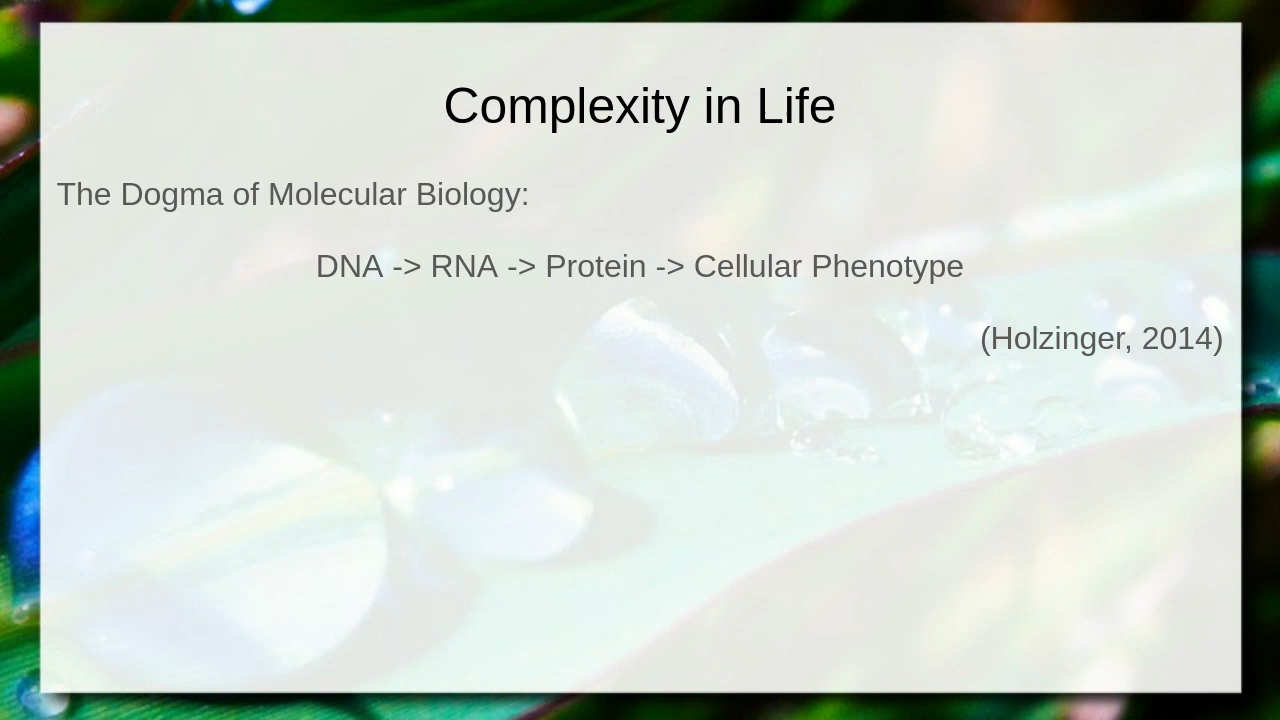 Complexity in Life
The Dogma of Molecular Biology:
DNA -> RNA -> Protein -> Cellular Phenotype
(Holzinger, 2014)